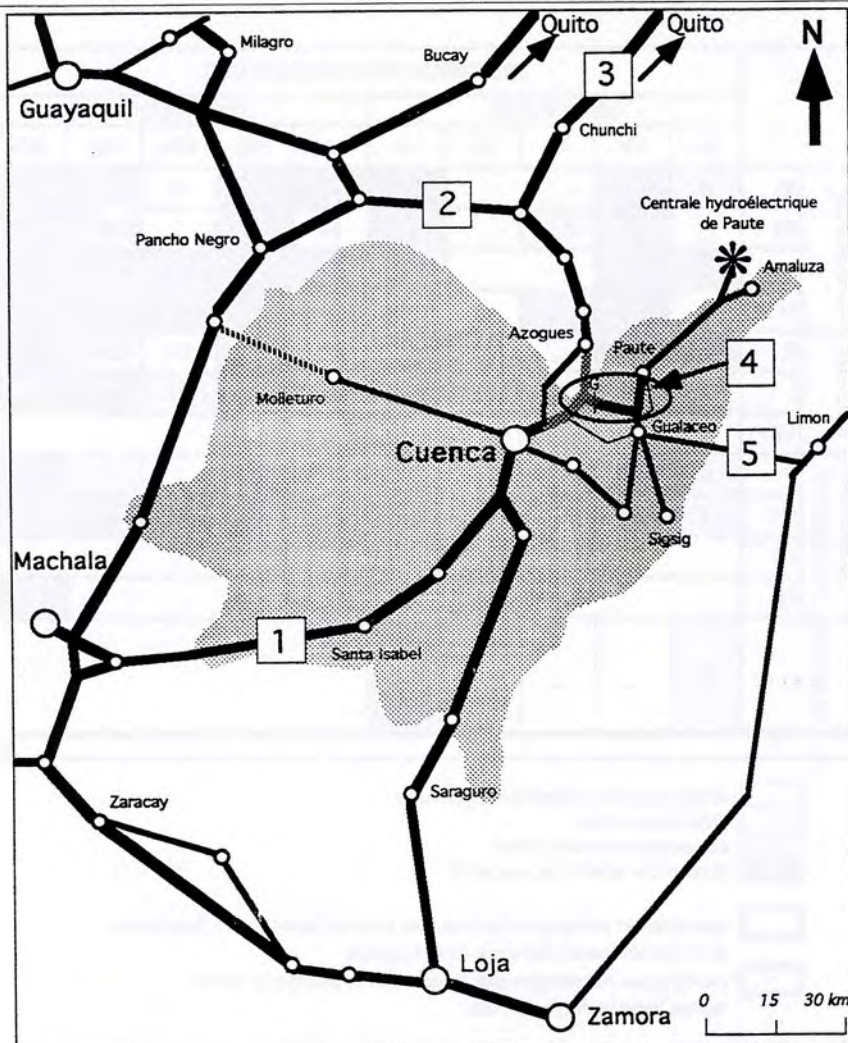 Quito
Quito
N
Milagro
Bucay
3
Guayaquil
Chunchi
2
Centrale hydroélectrique
de Paute
Pancho Negro
Amaluza
Azogues
Paute
4
Molleturo
Gualaceo
Limon
Cuenca
5
Sigsig
Machala
1
Santa Isabel
Saraguro
Zaracay
Loja
Zamora
0 15 30 km